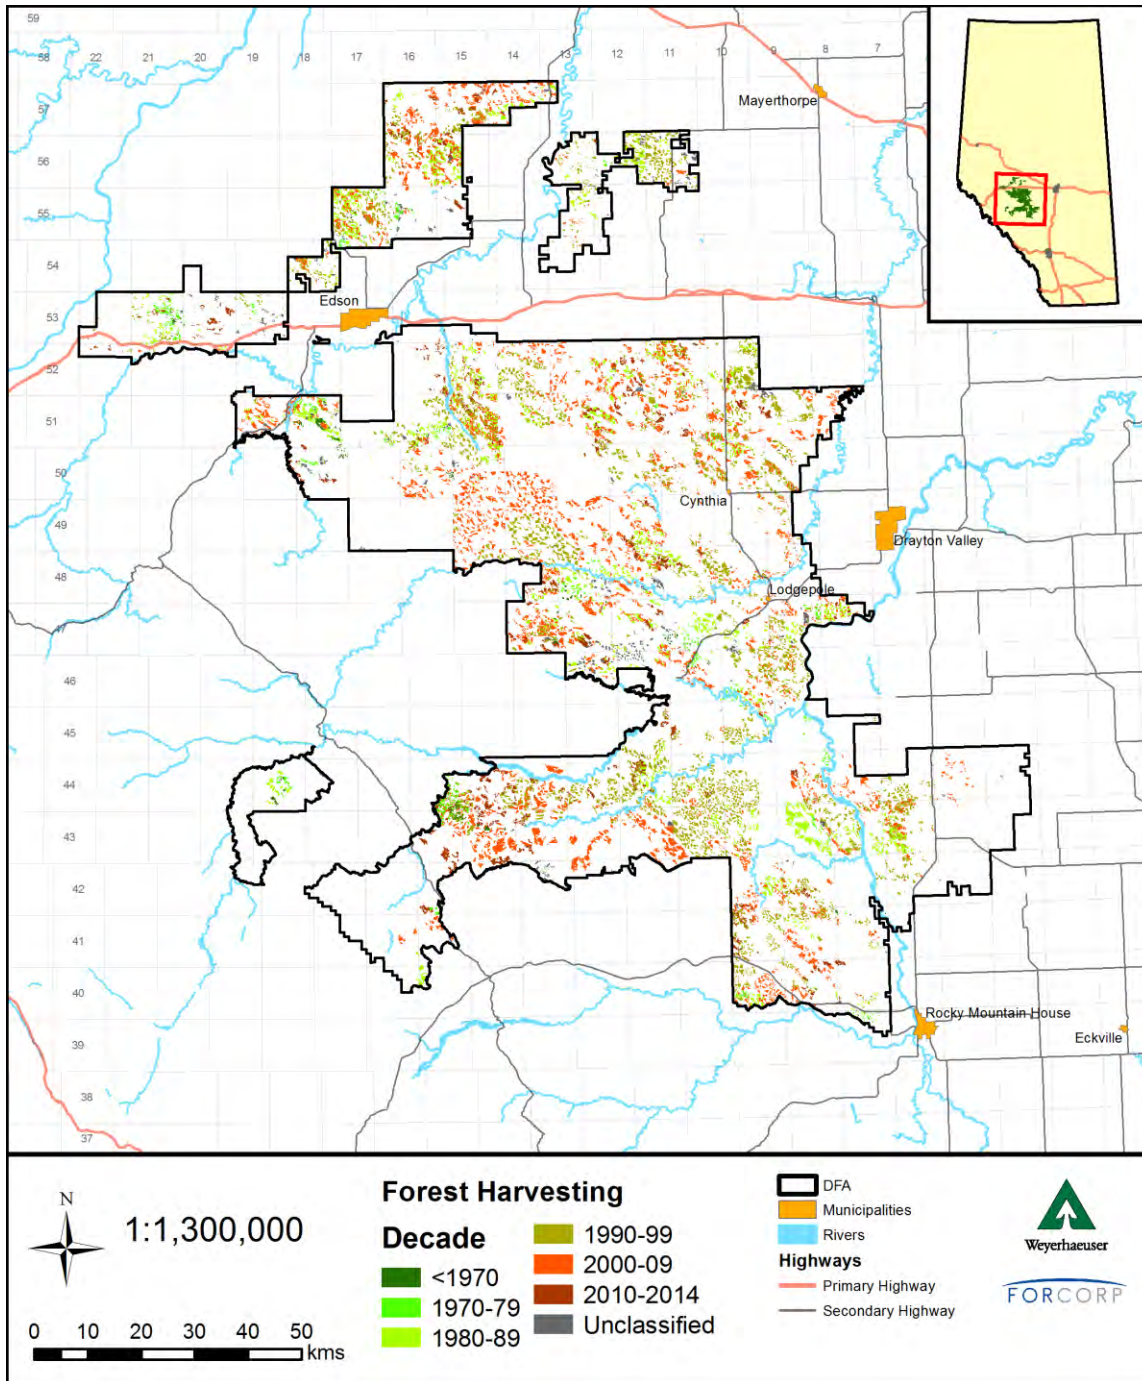 59
58 22 21 20 19 18 17 16 15 14 13 12 11 10 9 8 7
57
Mayerthorpe
56
55
54
Edson
53
52
51
50
Cynthia
49
Drayton Valley
48
Lodgepole
47
46
45
44
43
42
41
40
Rocky Mountain House
39
Eckville
38
37
N
1:1,300,000
0 10 20 30 40 50
kms
Forest Harvesting
Decade
<1970
1970-79
1980-89
1990-99
2000-09
2010-2014
Unclassified
DFA
Municipalities
Rivers
Highways
Primary Highway
Secondary Highway
Weyerhaeuser
FORCORP